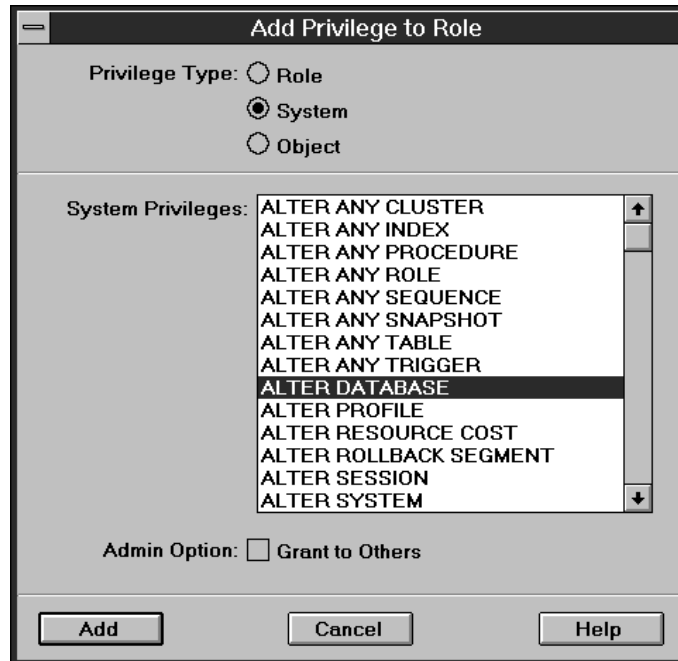 Add Privilege to Role
Privilege Type: Role
System
Object
System Privileges: ALTER ANY CLUSTER
ALTER ANY INDEX
ALTER ANY PROCEDURE
ALTER ANY ROLE
ALTER ANY SEQUENCE
ALTER ANY SNAPSHOT
ALTER ANY TABLE
ALTER ANY TRIGGER
ALTER DATABASE
ALTER PROFILE
ALTER RESOURCE COST
ALTER ROLLBACK SEGMENT
ALTER SESSION
ALTER SYSTEM
Admin Option: Grant to Others
Add Cancel Help